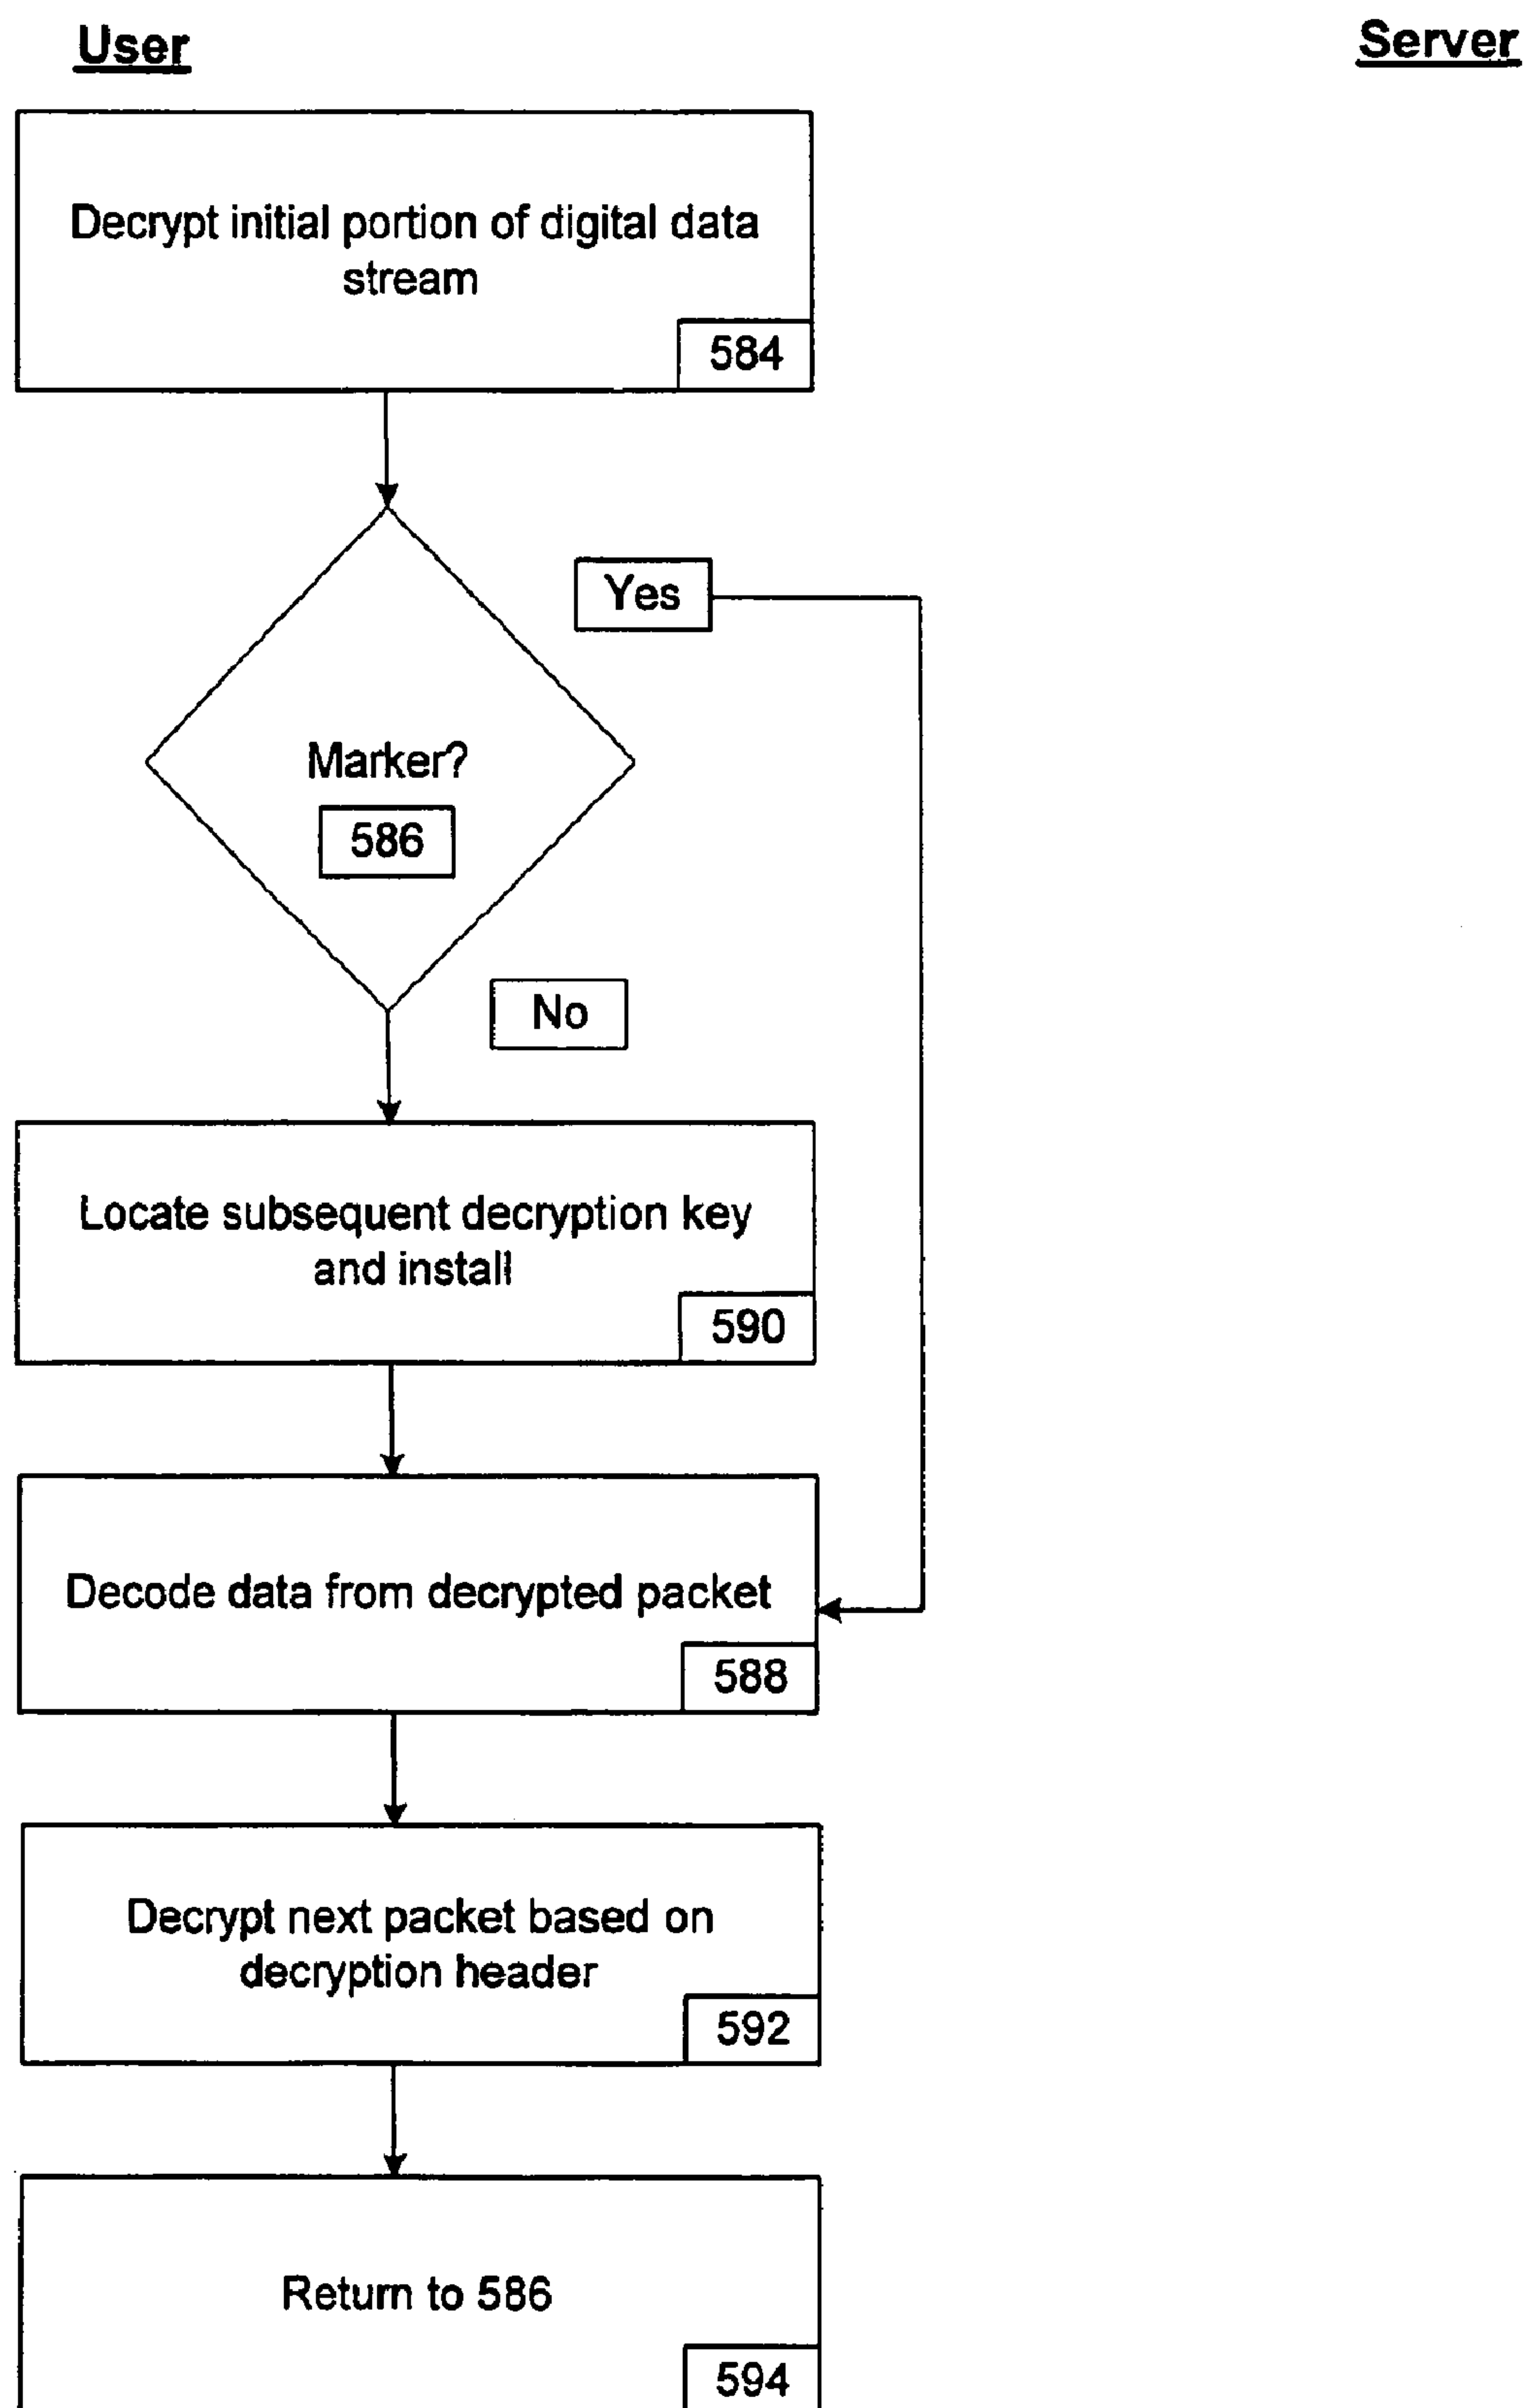 User
Server
Decrypt initial portion of digital data
stream
584
Yes
Marker?
586
No
Locate subsequent decryption key
and install
590
Decode data from decrypted packet
588
Decrypt next packet based on
decryption header
592
Return to 586
594